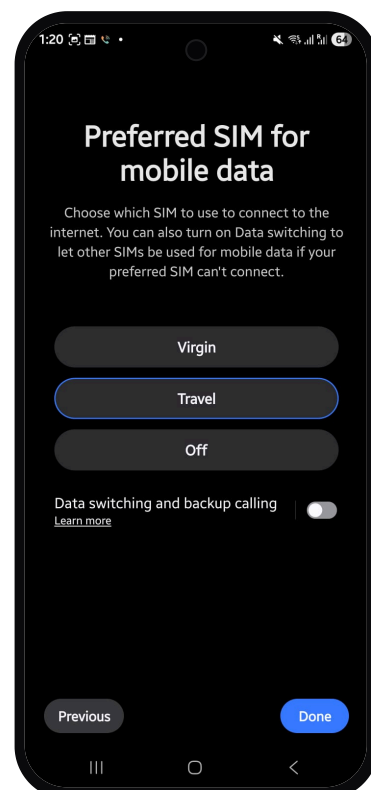 1:20
64
Preferred SIM for
mobile data
Choose which SIM to use to connect to the
internet. You can also turn on Data switching to
let other SIMs be used for mobile data if your
preferred SIM can't connect.
Virgin
Travel
Off
Data switching and backup calling
Learn more
Previous
Done